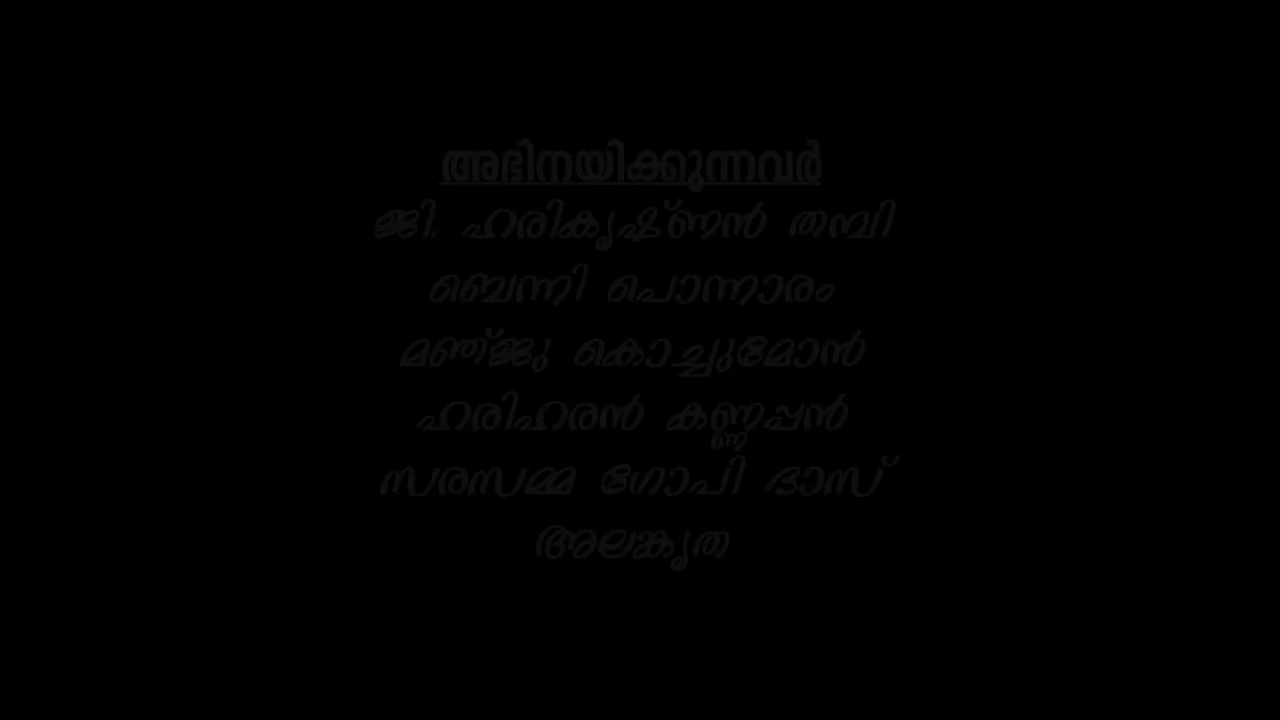 അഭിനയിക്കുന്നവർ
ജി. ഹരികൃഷ്ണൻ തമ്പി
ബെന്നി പൊന്നാരം
മഞ്ജു കൊച്ചുമോൻ
ഹരിഹരൻ കണ്ണപ്പൻ
സരസമ്മ ഗോപി ദാസ്
അലങ്കൃത